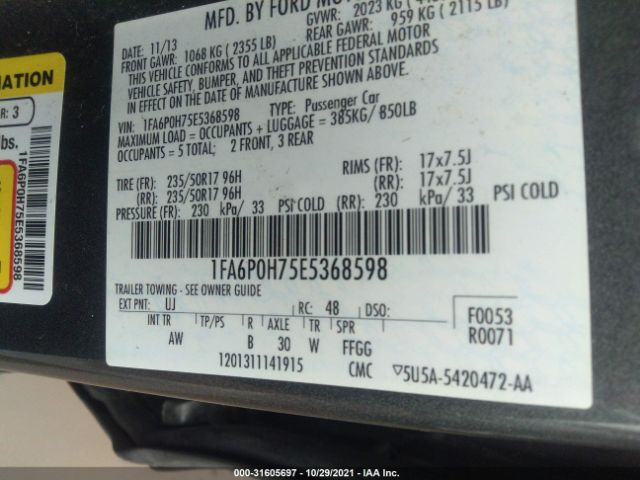 MFD. BY FORD MOT
GVWR: 2023 KG
DATE: 11/13
FRONT GAWR: 1068 KG ( 2355 LB)
REAR GAWR: 959 KG ( 2115 LB)
THIS VEHICLE CONFORMS TO ALL APPLICABLE FEDERAL MOTOR
VEHICLE SAFETY, BUMPER, AND THEFT PREVENTION STANDARDS
IN EFFECT ON THE DATE OF MANUFACTURE SHOWN ABOVE.
VIN: 1FA6P0H75E5368598 TYPE: Passenger Car
MAXIMUM LOAD = OCCUPANTS + LUGGAGE = 385KG/ 850LB
OCCUPANTS = 5 TOTAL; 2 FRONT, 3 REAR
TIRE (FR): 235/50R17 96H RIMS (FR): 17x7.5J
(RR): 235/50R17 96H (RR): 17x7.5J
PRESSURE (FR): 230 kPa/ 33 PSI COLD (RR): 230 kPa/ 33 PSI COLD
1FA6P0H75E5368598
TRAILER TOWING - SEE OWNER GUIDE
EXT PNT: UJ RC: 48 DSO: F0053
INT TR TP/PS R AXLE TR SPR R0071
AW B 30 W FFGG
1201311141915 CMC ▽5U5A-5420472-AA
MATION
R: 3
lbs.
1FA6P0H75E5368598
000-31605697 - 10/29/2021 - IAA Inc.